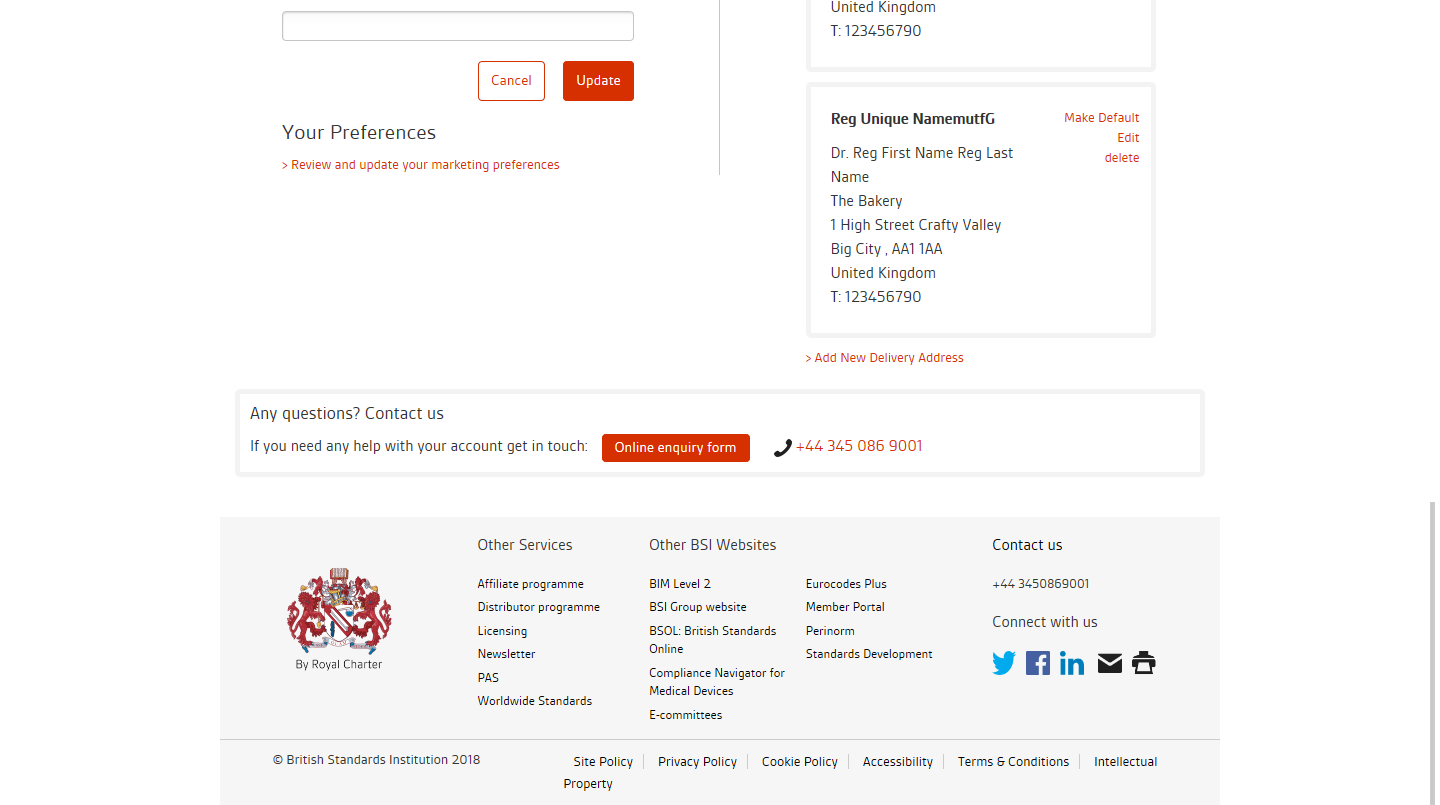 United Kingdom
T: 123456790
Cancel
Update
Your Preferences
> Review and update your marketing preferences
Reg Unique NamemutfG
Make Default
Edit
delete
Dr. Reg First Name Reg Last
Name
The Bakery
1 High Street Crafty Valley
Big City , AA1 1AA
United Kingdom
T: 123456790
> Add New Delivery Address
Any questions? Contact us
If you need any help with your account get in touch:
Online enquiry form
+44 345 086 9001
By Royal Charter
Other Services
Affiliate programme
Distributor programme
Licensing
Newsletter
PAS
Worldwide Standards
Other BSI Websites
BIM Level 2
BSI Group website
BSOL: British Standards
Online
Compliance Navigator for
Medical Devices
E-committees
Eurocodes Plus
Member Portal
Perinorm
Standards Development
Contact us
+44 3450869001
Connect with us
© British Standards Institution 2018
Site Policy
Privacy Policy
Cookie Policy
Accessibility
Terms & Conditions
Intellectual
Property